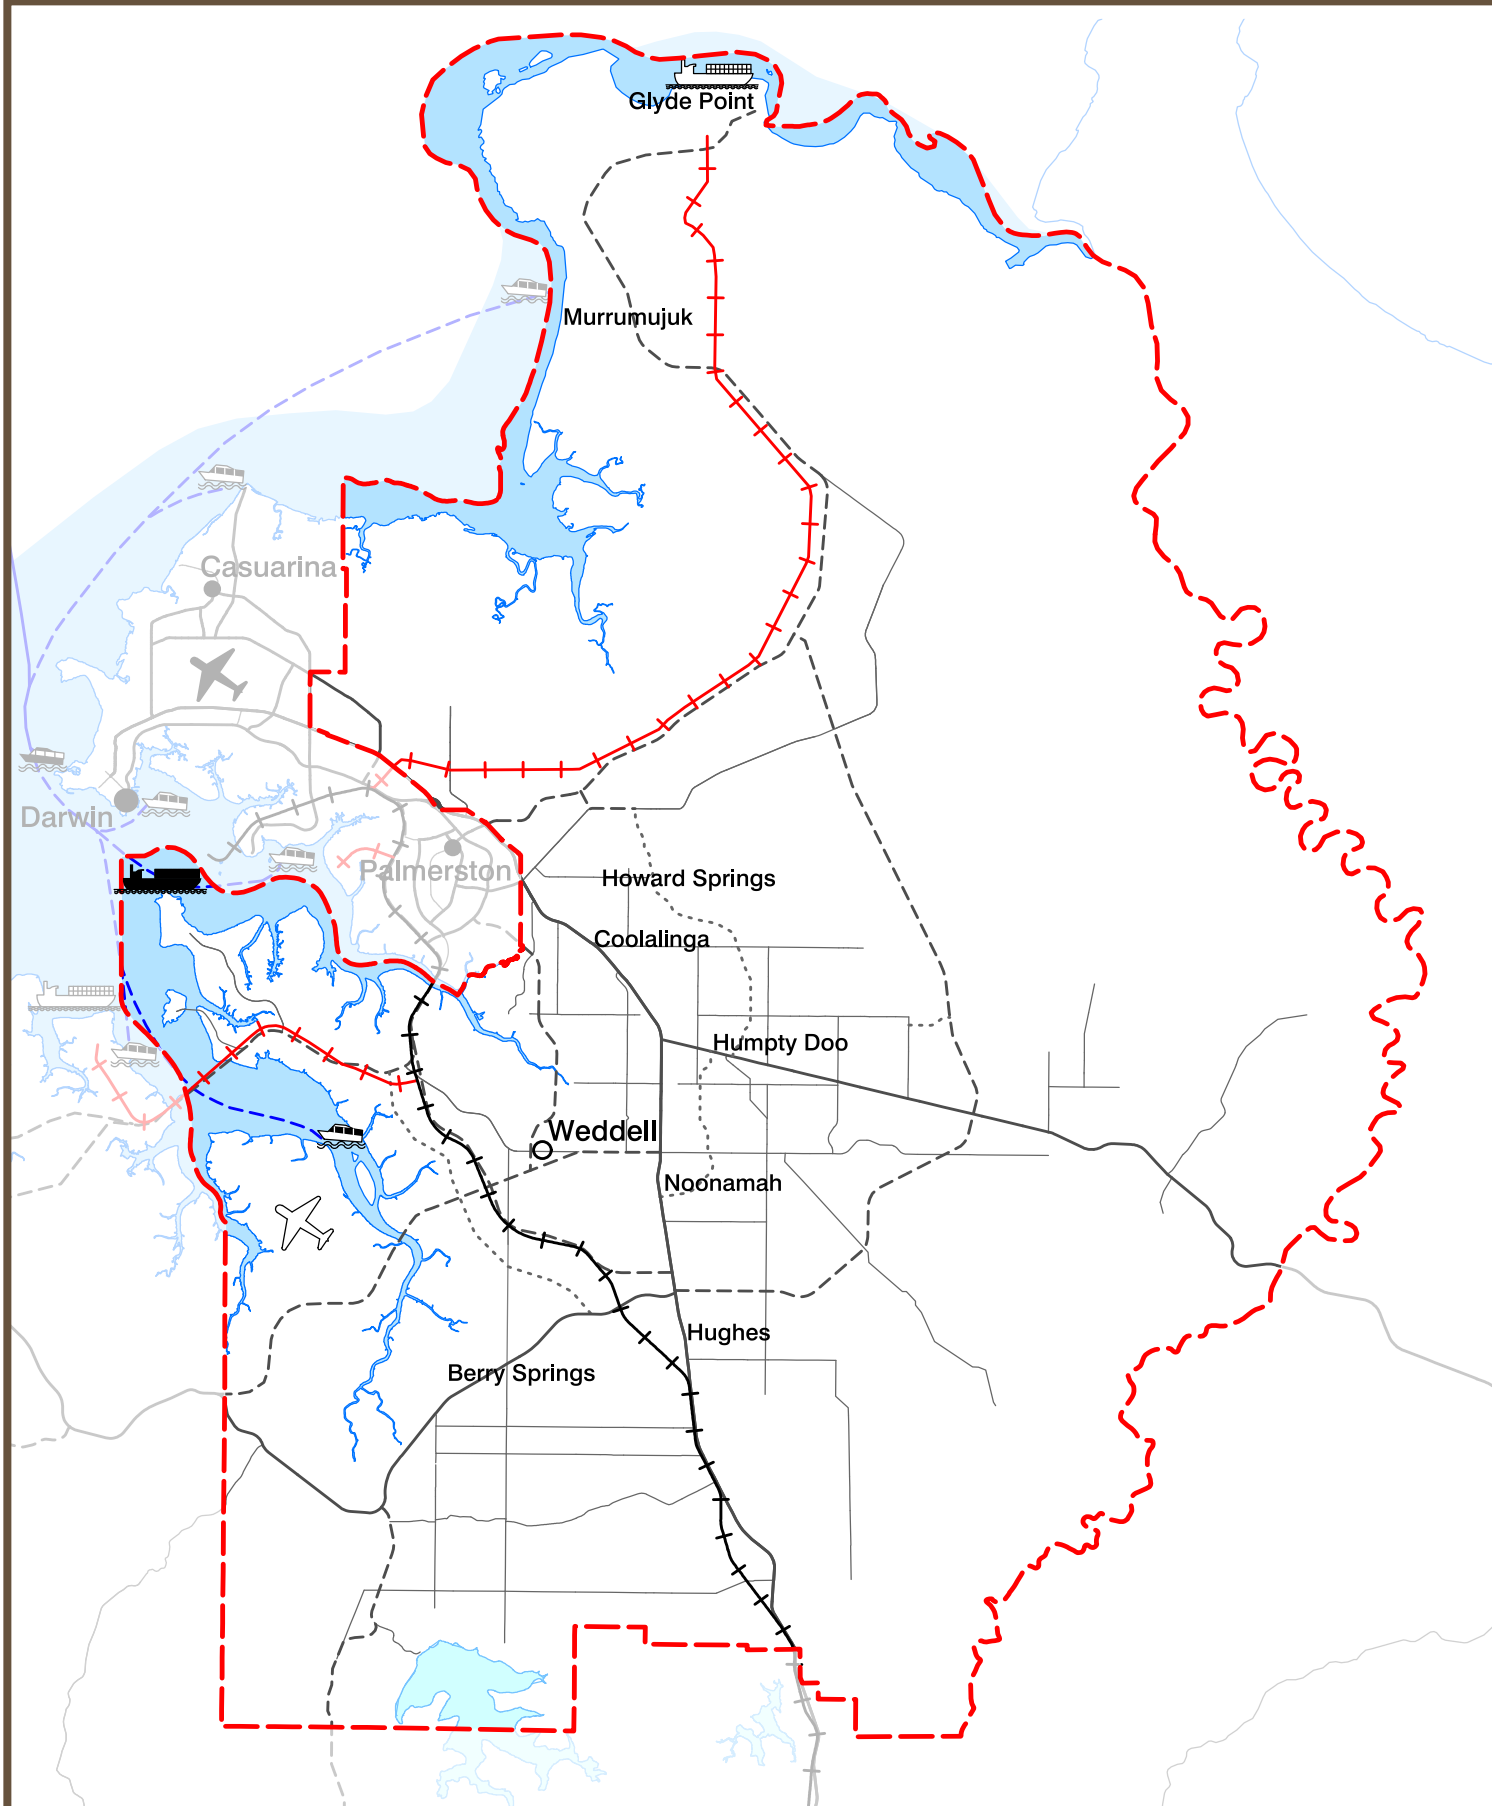 Glyde Point
Murrumujuk
Casuarina
Darwin
Palmerston
Howard Springs
Coolalinga
Humpty Doo
Weddell
Noonamah
Hughes
Berry Springs